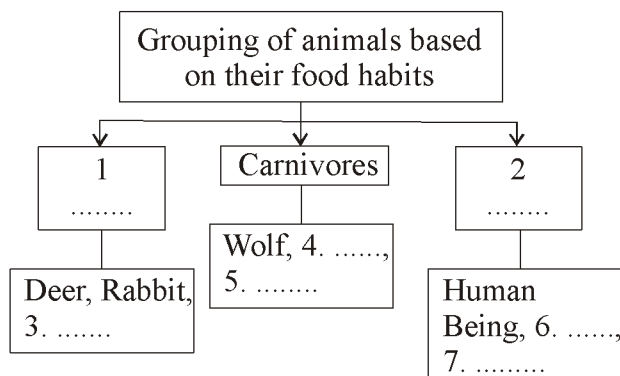 Grouping of animals based
on their food habits
1
........
Carnivores
2
........
Wolf, 4. ......,
5. ........
Deer, Rabbit,
3. .......
Human
Being, 6. ......,
7. .........